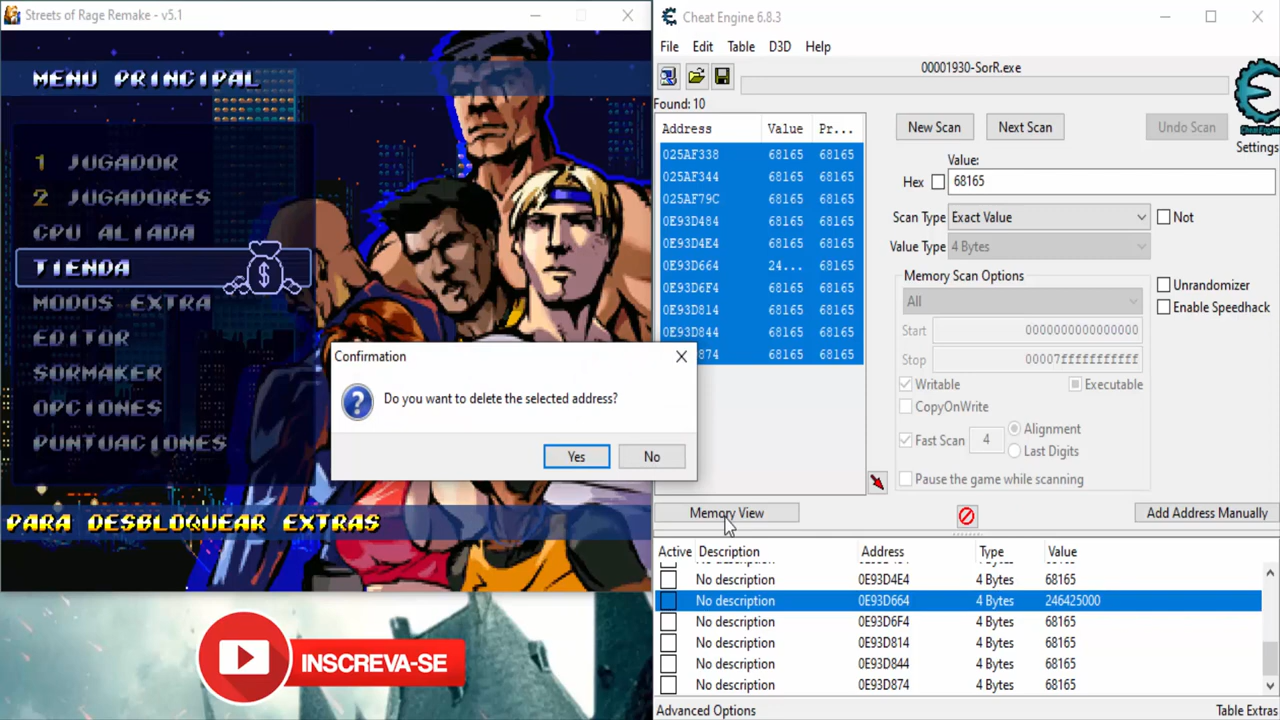 Streets of Rage Remake - v5.1
MENU PRINCIPAL
1 JUGADOR
2 JUGADORES
CPU ALIADA
TIENDA
$
MODOS EXTRA
EDITOR
SORMAKER
OPCIONES
PUNTUACIONES
PARA DESBLOQUEAR EXTRAS
INSCREVA-SE
Confirmation
Do you want to delete the selected address?
Yes
No
Cheat Engine 6.8.3
File Edit Table D3D Help
00001930-SorR.exe
Found: 10
Address Value Pr...
025AF338 68165 68165
025AF344 68165 68165
025AF79C 68165 68165
0E93D484 68165 68165
0E93D4E4 68165 68165
0E93D664 24... 68165
0E93D6F4 68165 68165
0E93D814 68165 68165
0E93D844 68165 68165
874 68165 68165
New Scan Next Scan Undo Scan
Cheat Engine
Settings
Value:
Hex 68165
Scan Type Exact Value Not
Value Type 4 Bytes
Memory Scan Options
All
Unrandomizer
Enable Speedhack
Start 0000000000000000
Stop 00007fffffffffff
Writable Executable
CopyOnWrite
Fast Scan 4 Alignment
Last Digits
Pause the game while scanning
Memory View
Add Address Manually
Active Description Address Type Value
No description 0E93D4E4 4 Bytes 68165
No description 0E93D664 4 Bytes 246425000
No description 0E93D6F4 4 Bytes 68165
No description 0E93D814 4 Bytes 68165
No description 0E93D844 4 Bytes 68165
No description 0E93D874 4 Bytes 68165
Advanced Options
Table Extras